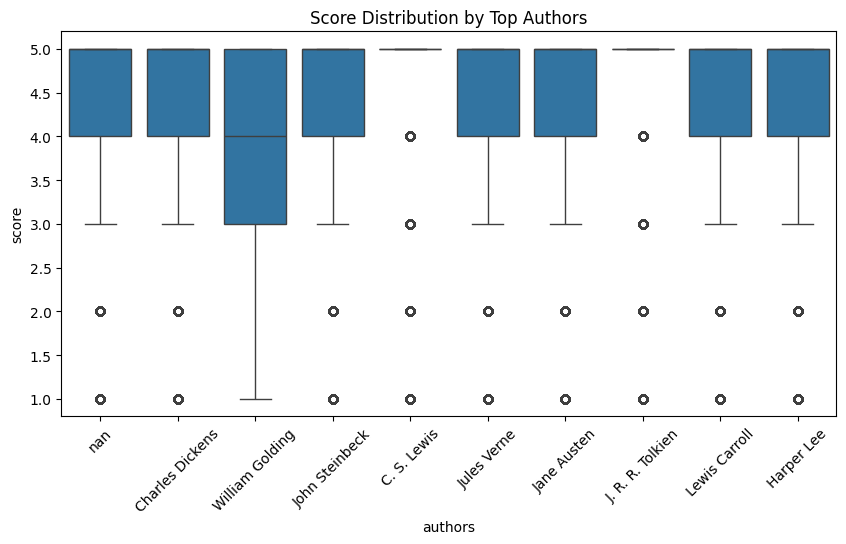 Score Distribution by Top Authors
score
5.0
4.5
4.0
3.5
3.0
2.5
2.0
1.5
1.0
nan
Charles Dickens
William Golding
John Steinbeck
C. S. Lewis
Jules Verne
Jane Austen
J. R. R. Tolkien
Lewis Carroll
Harper Lee
authors